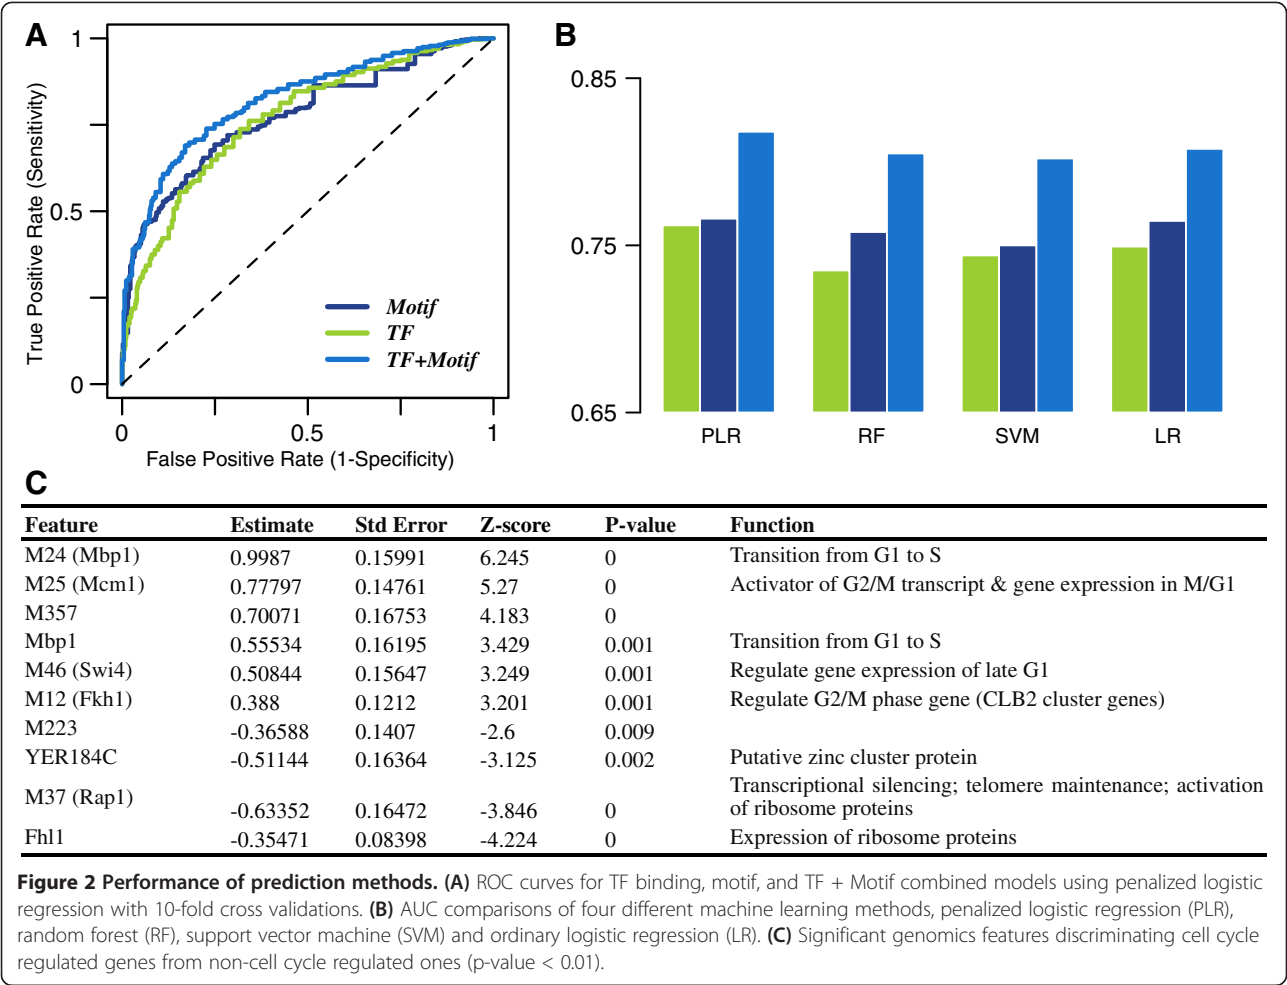 A
True Positive Rate (Sensitivity)
1
0.5
0
Motif
TF
TF+Motif
0 0.5 1
False Positive Rate (1-Specificity)
B
0.85
0.75
0.65
PLR RF SVM LR
C
Feature Estimate Std Error Z-score P-value Function
M24 (Mbp1) 0.9987 0.15991 6.245 0 Transition from G1 to S
M25 (Mcm1) 0.77797 0.14761 5.27 0 Activator of G2/M transcript & gene expression in M/G1
M357 0.70071 0.16753 4.183 0
Mbp1 0.55534 0.16195 3.429 0.001 Transition from G1 to S
M46 (Swi4) 0.50844 0.15647 3.249 0.001 Regulate gene expression of late G1
M12 (Fkh1) 0.388 0.1212 3.201 0.001 Regulate G2/M phase gene (CLB2 cluster genes)
M223 -0.36588 0.1407 -2.6 0.009
YER184C -0.51144 0.16364 -3.125 0.002 Putative zinc cluster protein
M37 (Rap1) -0.63352 0.16472 -3.846 0 Transcriptional silencing; telomere maintenance; activation
of ribosome proteins
Fhl1 -0.35471 0.08398 -4.224 0 Expression of ribosome proteins
Figure 2 Performance of prediction methods. (A) ROC curves for TF binding, motif, and TF + Motif combined models using penalized logistic
regression with 10-fold cross validations. (B) AUC comparisons of four different machine learning methods, penalized logistic regression (PLR),
random forest (RF), support vector machine (SVM) and ordinary logistic regression (LR). (C) Significant genomics features discriminating cell cycle
regulated genes from non-cell cycle regulated ones (p-value < 0.01).